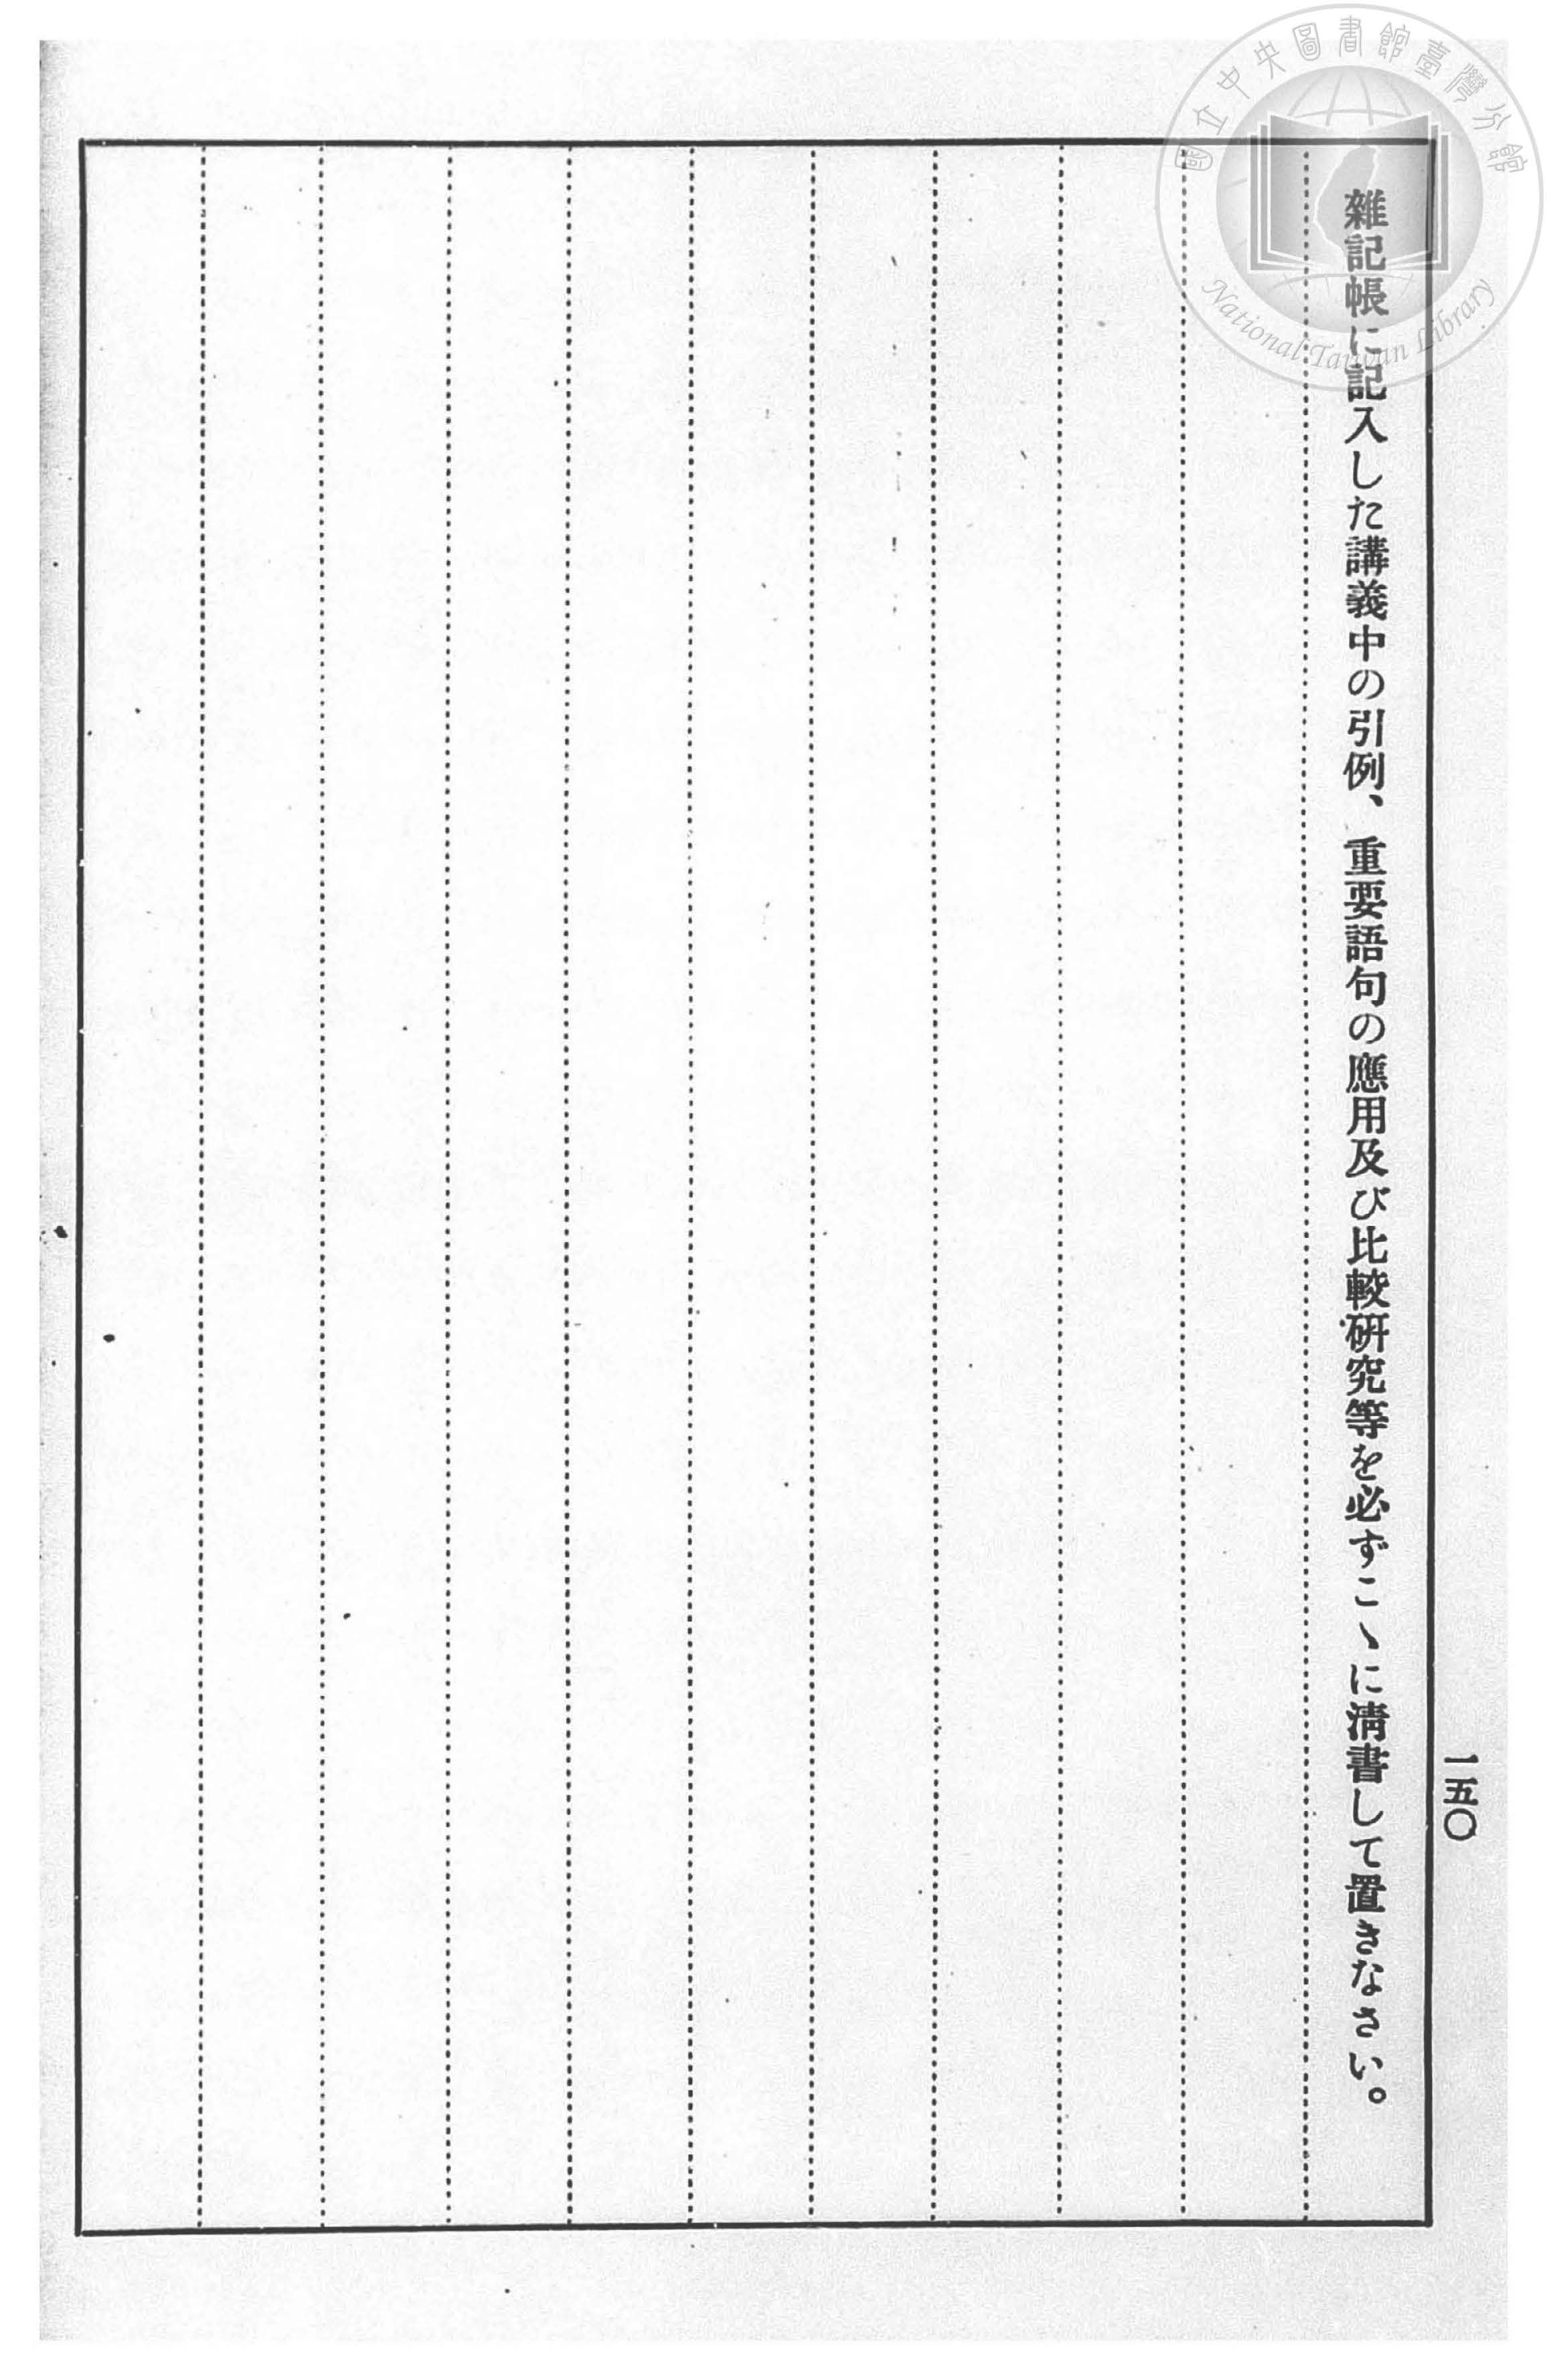 雜記帳に記入した講義中の引例、重要語句の應用及び比較硏究等を必ずこゝに淸書して置きなさい。
一五〇
國立中央圖書館臺灣分館
National Taiwan Library